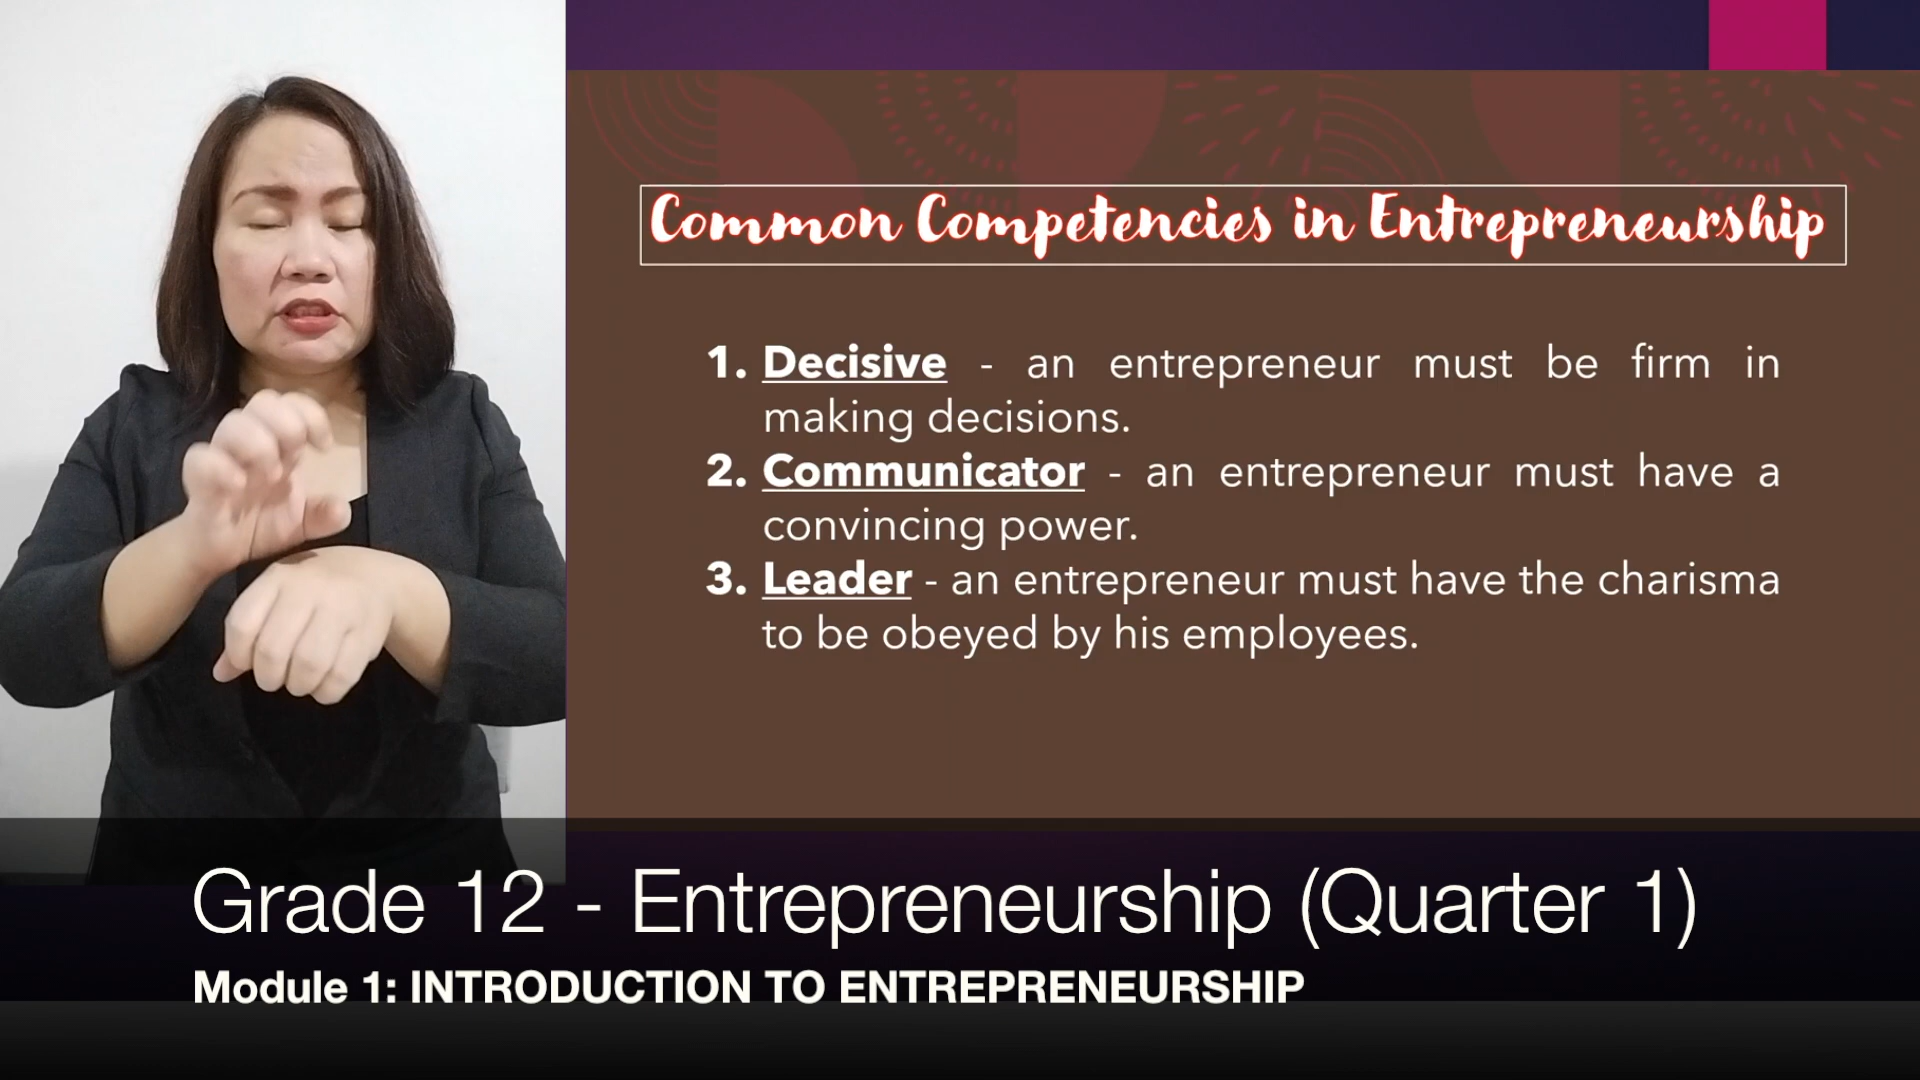 Common Competencies in Entrepreneurship
1. Decisive - an entrepreneur must be firm in
making decisions.
2. Communicator - an entrepreneur must have a
convincing power.
3. Leader - an entrepreneur must have the charisma
to be obeyed by his employees.
Grade 12 - Entrepreneurship (Quarter 1)
Module 1: INTRODUCTION TO ENTREPRENEURSHIP